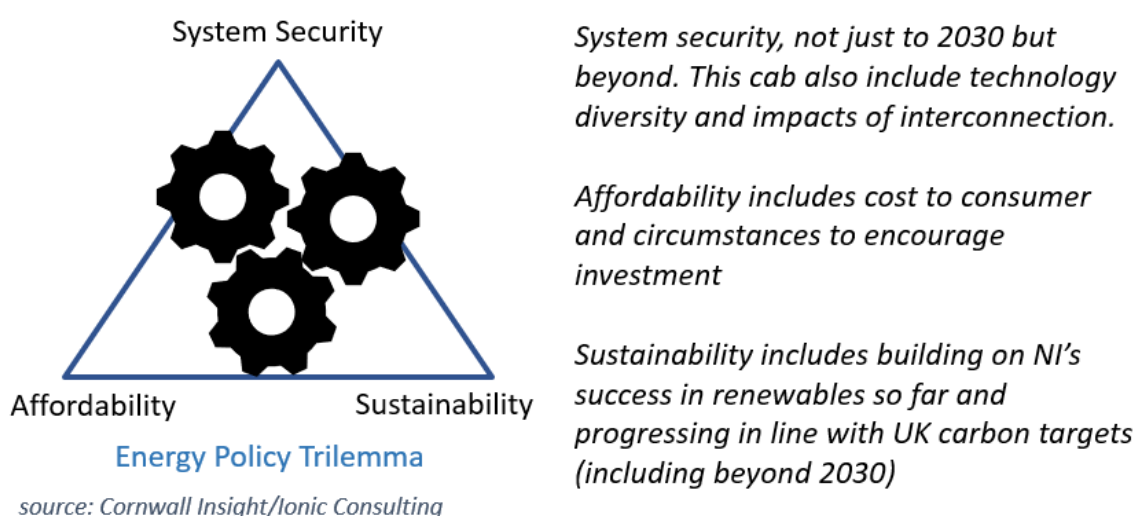 System Security
Affordability
Sustainability
Energy Policy Trilemma
source: Cornwall Insight/Ionic Consulting
System security, not just to 2030 but
beyond. This cab also include technology
diversity and impacts of interconnection.
Affordability includes cost to consumer
and circumstances to encourage
investment
Sustainability includes building on NI’s
success in renewables so far and
progressing in line with UK carbon targets
(including beyond 2030)